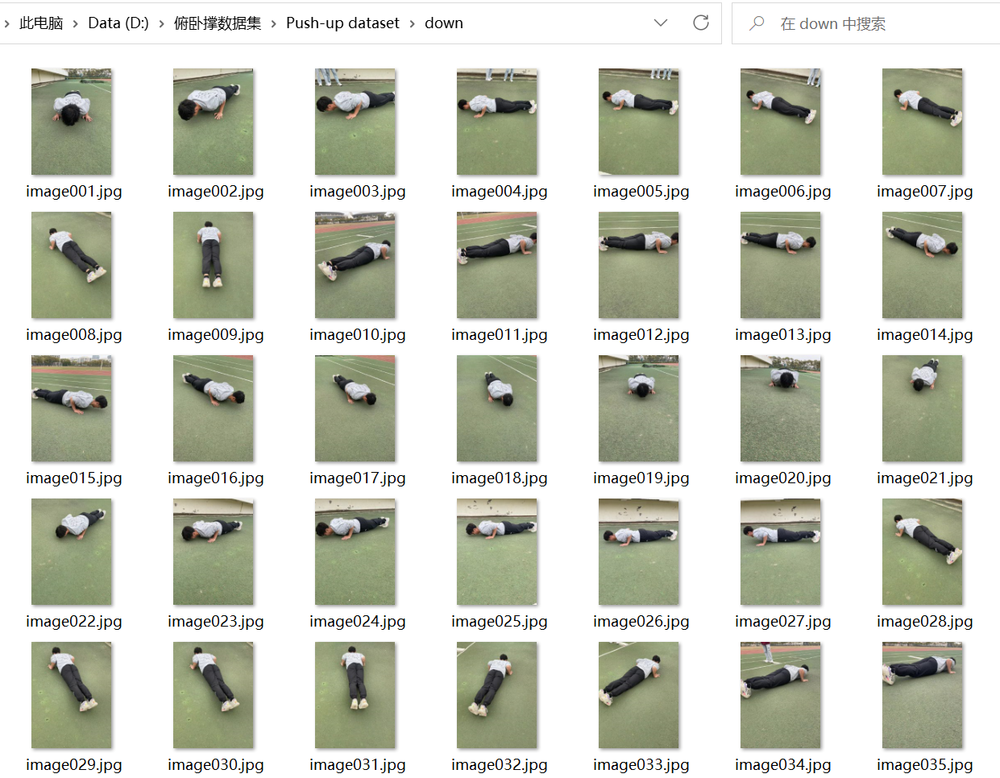 › 此电脑 › Data (D:) › 俯卧撑数据集 › Push-up dataset › down
在 down 中搜索
image001.jpg image002.jpg image003.jpg image004.jpg image005.jpg image006.jpg image007.jpg
image008.jpg image009.jpg image010.jpg image011.jpg image012.jpg image013.jpg image014.jpg
image015.jpg image016.jpg image017.jpg image018.jpg image019.jpg image020.jpg image021.jpg
image022.jpg image023.jpg image024.jpg image025.jpg image026.jpg image027.jpg image028.jpg
image029.jpg image030.jpg image031.jpg image032.jpg image033.jpg image034.jpg image035.jpg